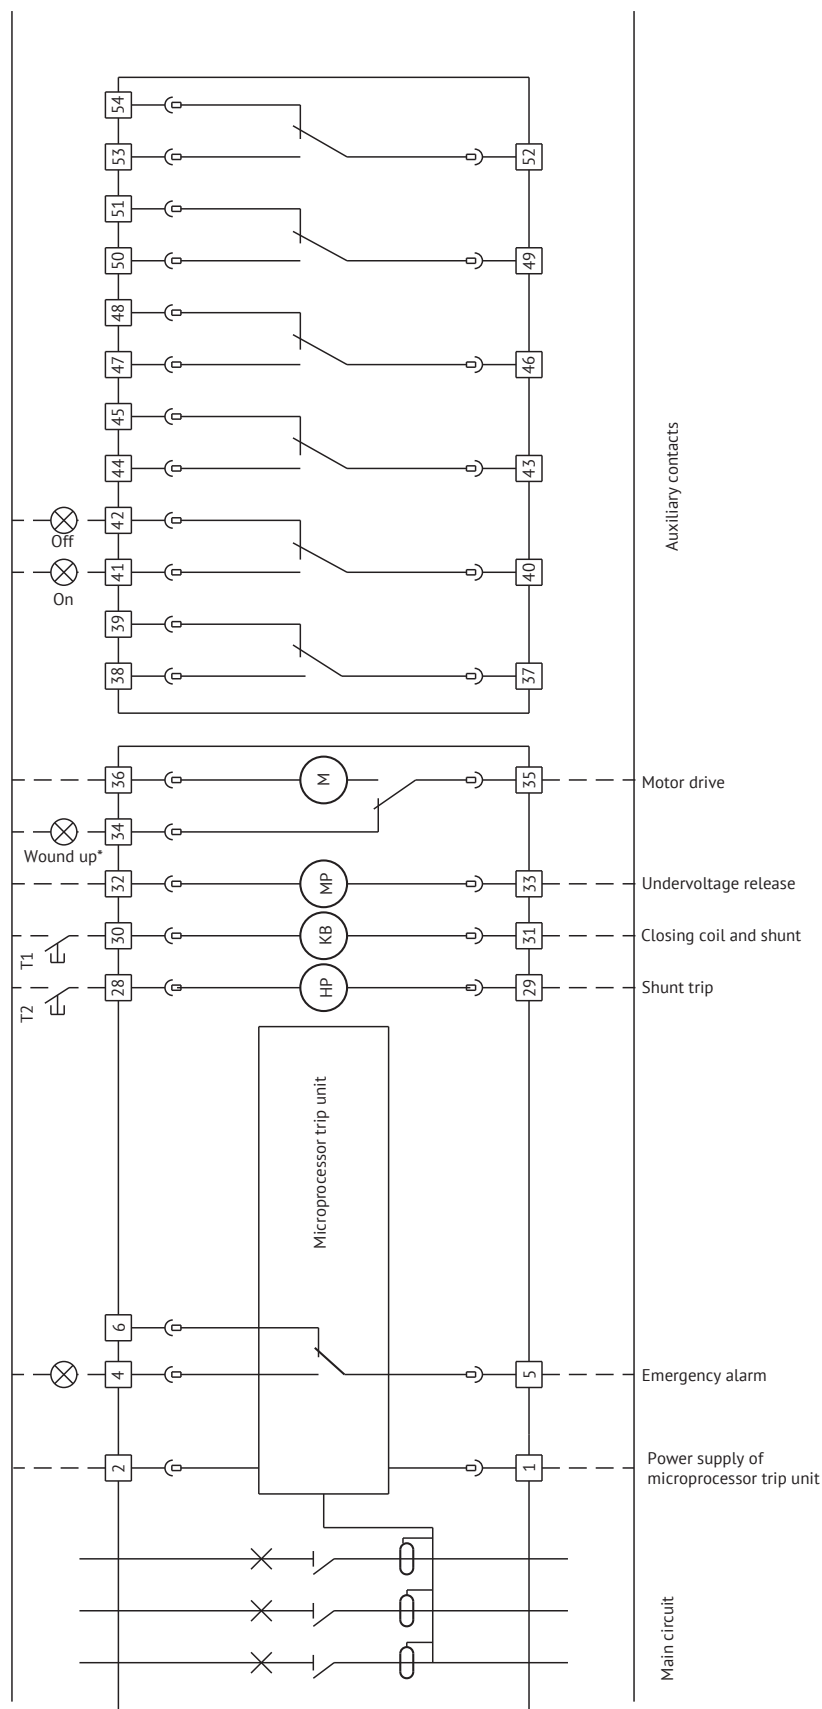 54
53
52
51
50
49
48
47
46
45
44
43
Auxiliary contacts
42
Off
41
40
On
39
38
37
36
M
35
Motor drive
34
Wound up*
32
MP
33
Undervoltage release
T1
30
KB
31
Closing coil and shunt
T2
28
HP
29
Shunt trip
Microprocessor trip unit
6
4
5
Emergency alarm
2
1
Power supply of
microprocessor trip unit
Main circuit